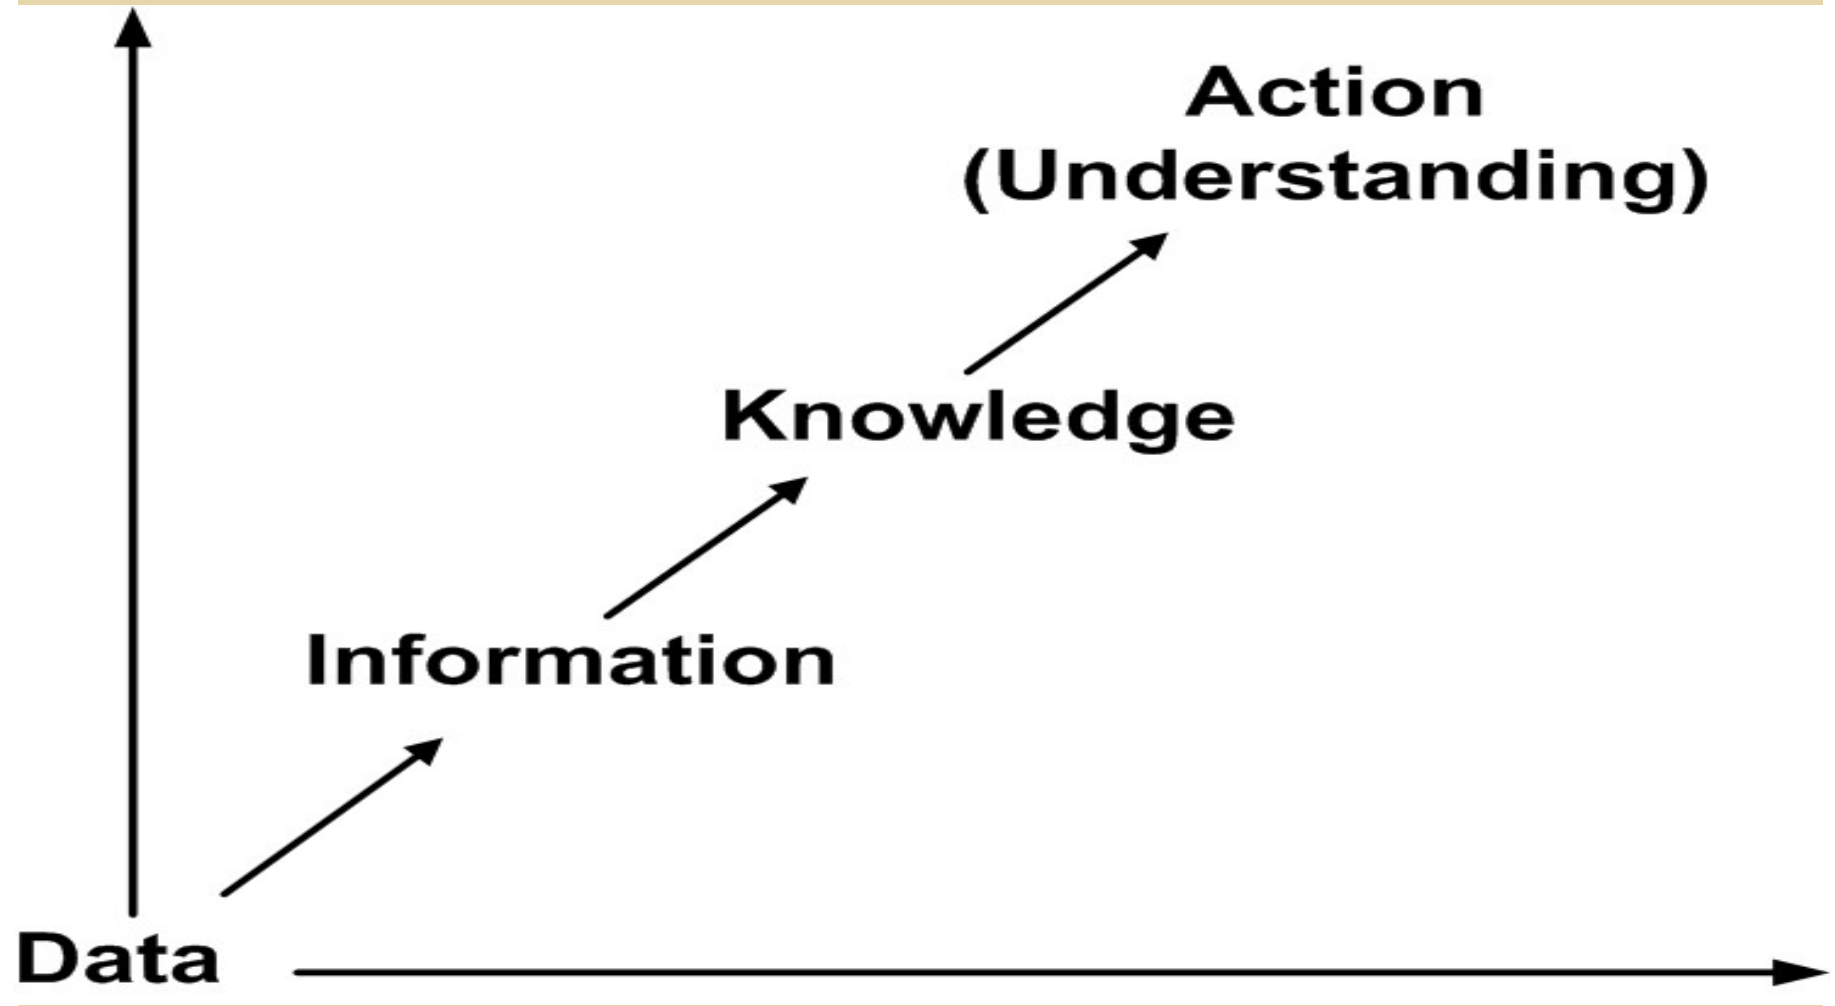 Action
(Understanding)
Knowledge
Information
Data